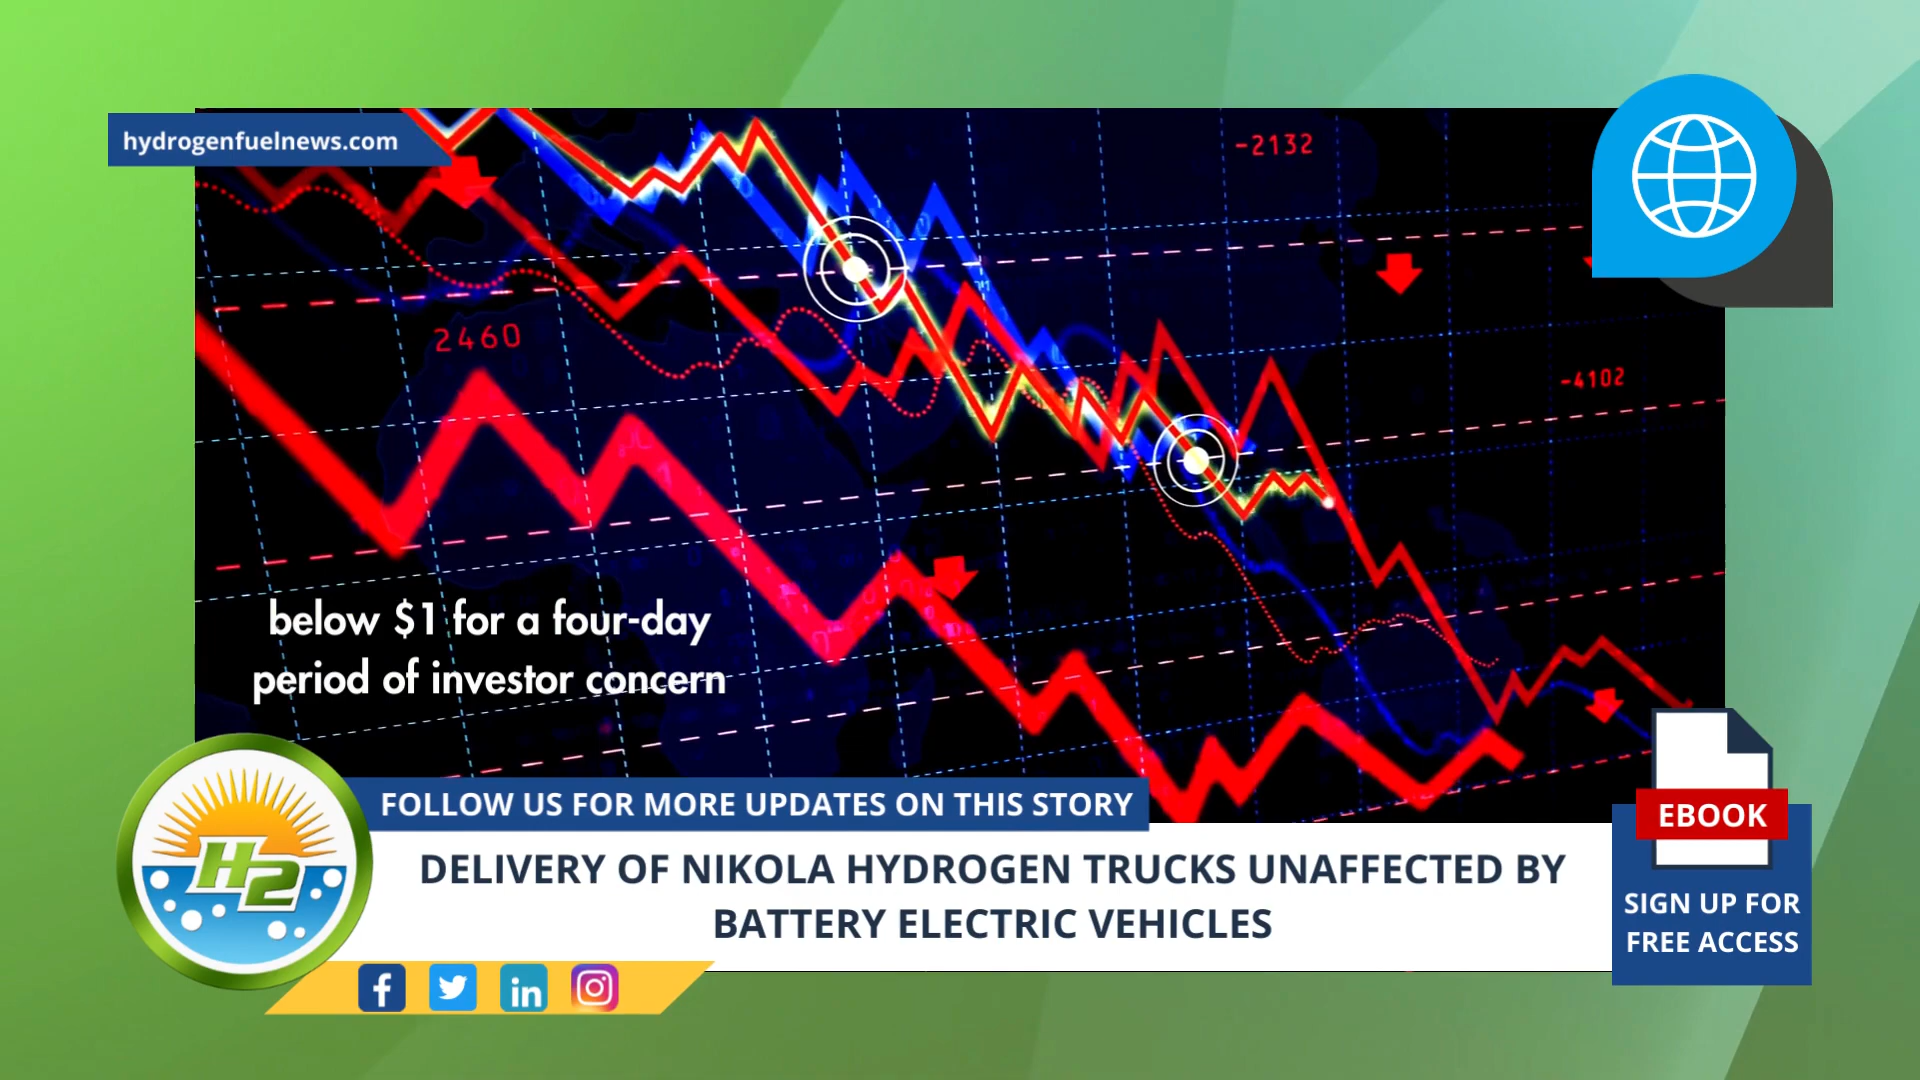 hydrogenfuelnews.com
-2132
2460
-4102
below $1 for a four-day
period of investor concern
FOLLOW US FOR MORE UPDATES ON THIS STORY
DELIVERY OF NIKOLA HYDROGEN TRUCKS UNAFFECTED BY
BATTERY ELECTRIC VEHICLES
H2
EBOOK
SIGN UP FOR
FREE ACCESS
f
in